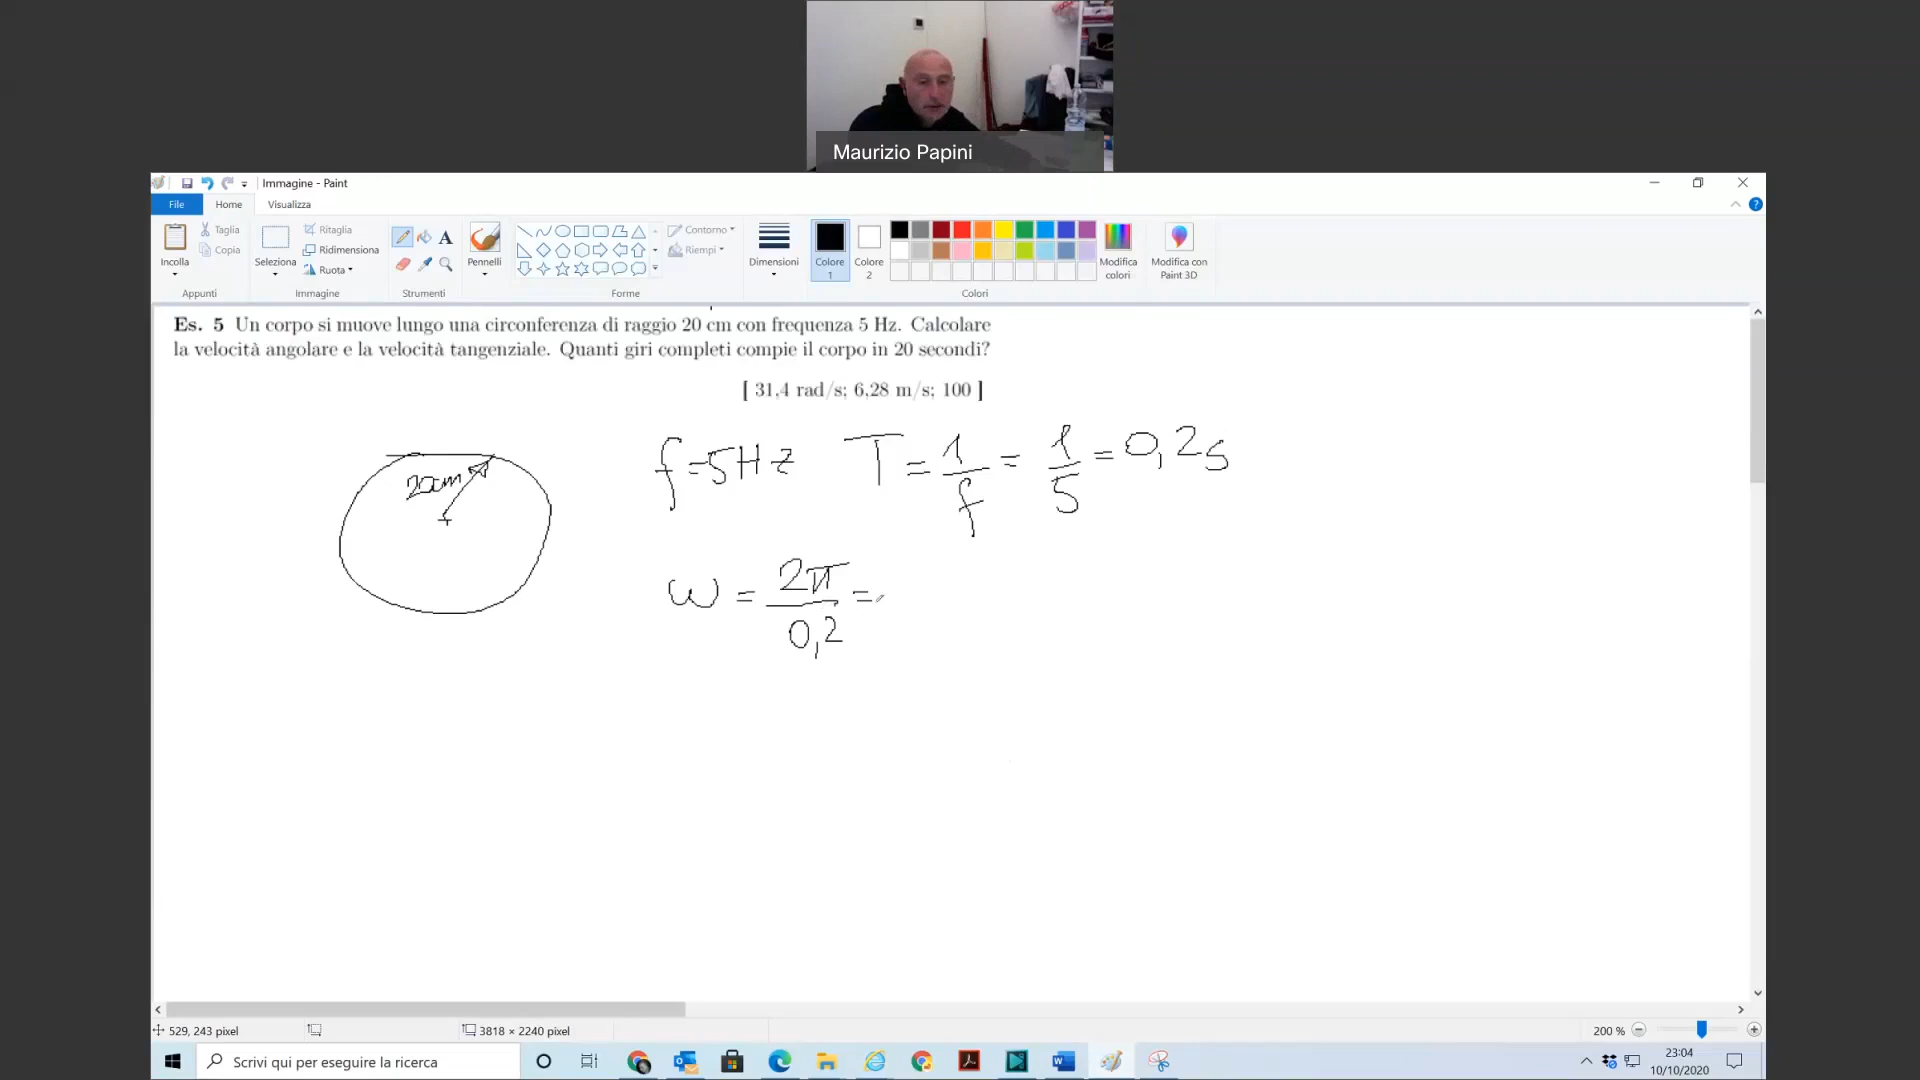 Maurizio Papini
Immagine - Paint
File Home Visualizza
Incolla
Taglia
Copia
Appunti
Seleziona
Ritaglia
Ridimensiona
Ruota
Immagine
A
Strumenti
Pennelli
Contorno
Riempi
Forme
Dimensioni
Colore 1
Colore 2
Modifica colori
Colori
Modifica con Paint 3D
Es. 5 Un corpo si muove lungo una circonferenza di raggio 20 cm con frequenza 5 Hz. Calcolare
la velocità angolare e la velocità tangenziale. Quanti giri completi compie il corpo in 20 secondi?
[ 31,4 rad/s; 6,28 m/s; 100 ]
20cm
f=5Hz T = 1/f = 1/5 = 0,2s
ω = 2π/0,2 =
529, 243 pixel 3818 × 2240 pixel 200 %
Scrivi qui per eseguire la ricerca
23:04
10/10/2020